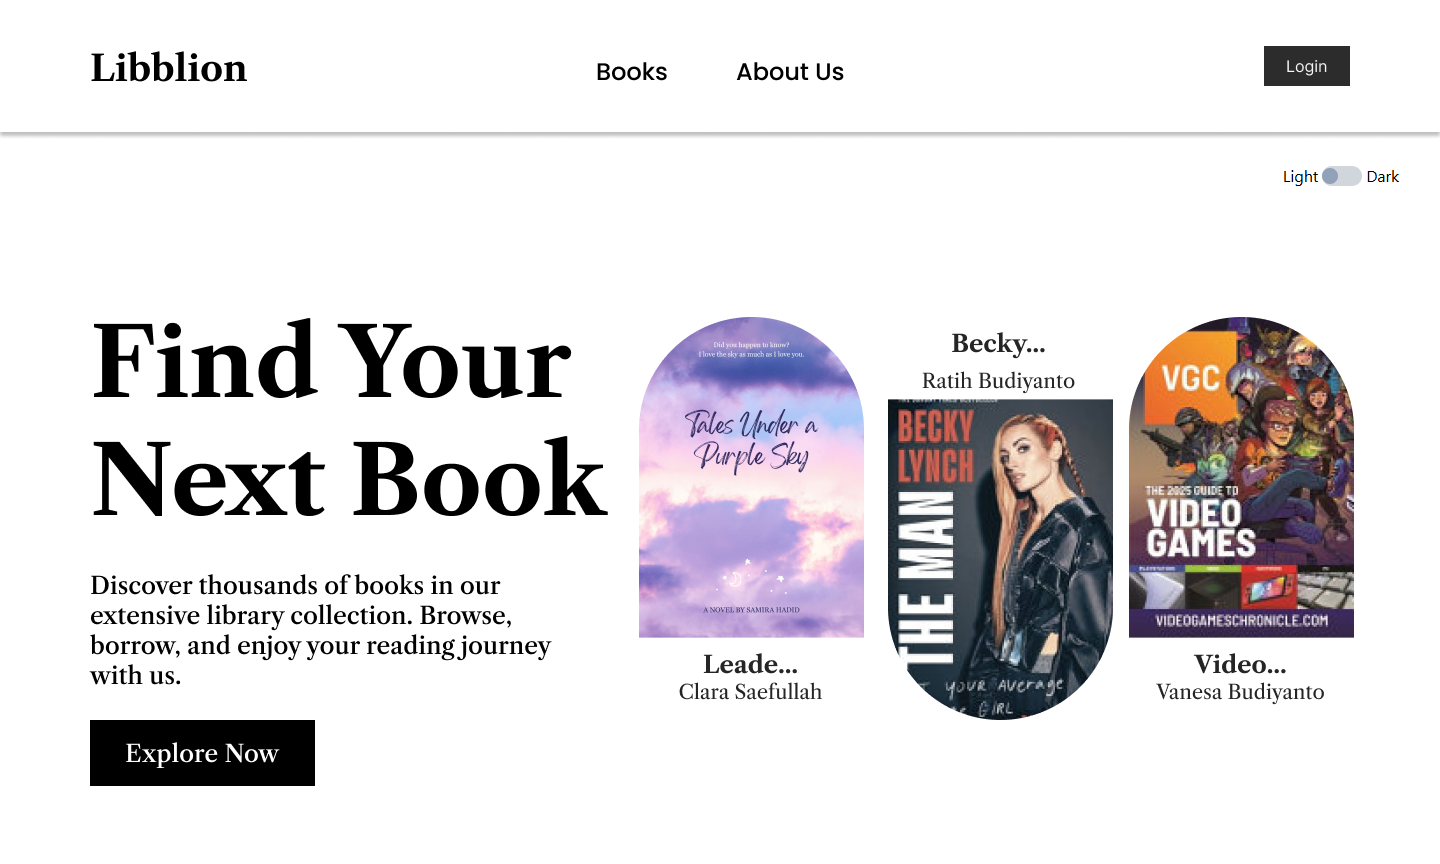 Libblion
Books
About Us
Login
Light
Dark
Find Your
Next Book
Discover thousands of books in our
extensive library collection. Browse,
borrow, and enjoy your reading journey
with us.
Explore Now
Did you happen to know?
I love the sky as much as I love you.
Tales Under a
Purple Sky
A NOVEL BY SAMIRA HADID
Leade...
Clara Saefullah
Becky...
Ratih Budiyanto
BECKY
LYNCH
THE MAN
YOUR AVERAGE
GIRL
VGC
THE 2025 GUIDE TO
VIDEO
GAMES
VIDEOGAMESCHRONICLE.COM
Video...
Vanesa Budiyanto